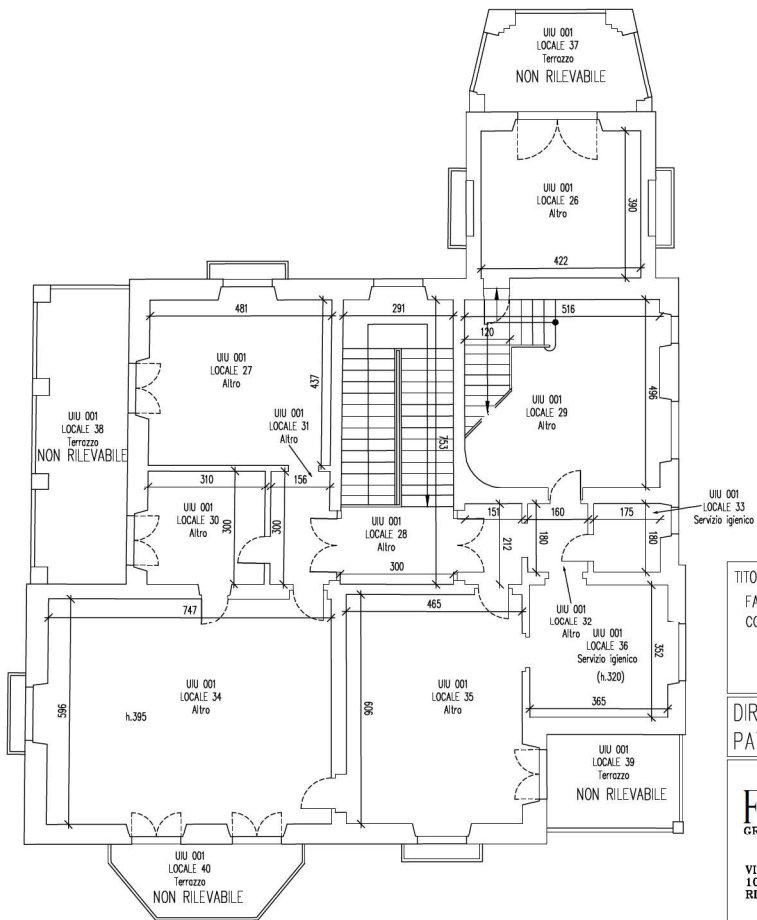 UIU 001
LOCALE 37
Terrazzo
NON RILEVABILE
UIU 001
LOCALE 26
Altro
390
422
481
291
516
120
UIU 001
LOCALE 27
Altro
437
UIU 001
LOCALE 31
Altro
753
UIU 001
LOCALE 29
Altro
496
UIU 001
LOCALE 38
Terrazzo
NON RILEVABILE
310
156
UIU 001
LOCALE 30
Altro
300
300
UIU 001
LOCALE 28
Altro
300
151
160
175
212
180
180
UIU 001
LOCALE 33
Servizio igienico
747
465
UIU 001
LOCALE 32
Altro
UIU 001
LOCALE 36
Servizio igienico
(h.320)
352
365
UIU 001
LOCALE 34
Altro
596
h.395
UIU 001
LOCALE 35
Altro
606
UIU 001
LOCALE 39
Terrazzo
NON RILEVABILE
UIU 001
LOCALE 40
Terrazzo
NON RILEVABILE
TITO
FA
CO
DIR
PA
F
GR
VI
10
RI